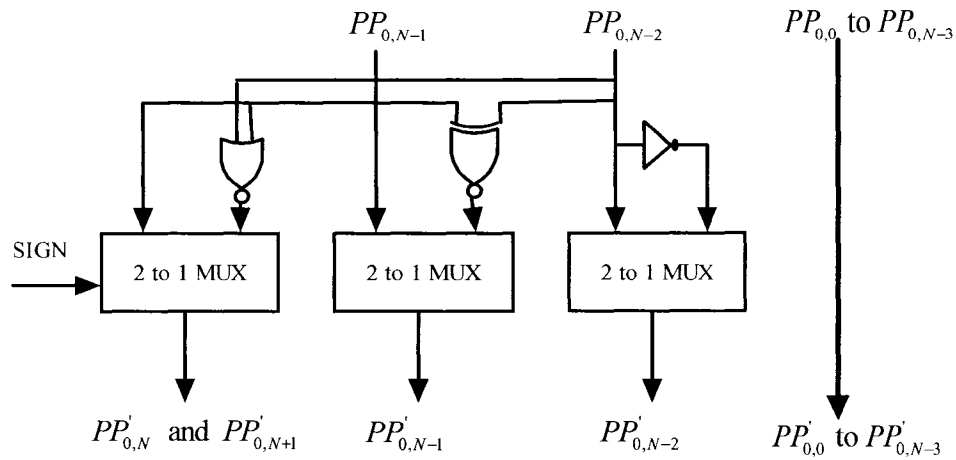 PP_{0,N-1} PP_{0,N-2} PP_{0,0} to PP_{0,N-3}
SIGN
2 to 1 MUX 2 to 1 MUX 2 to 1 MUX
PP'_{0,N} and PP'_{0,N+1} PP'_{0,N-1} PP'_{0,N-2} PP'_{0,0} to PP'_{0,N-3}